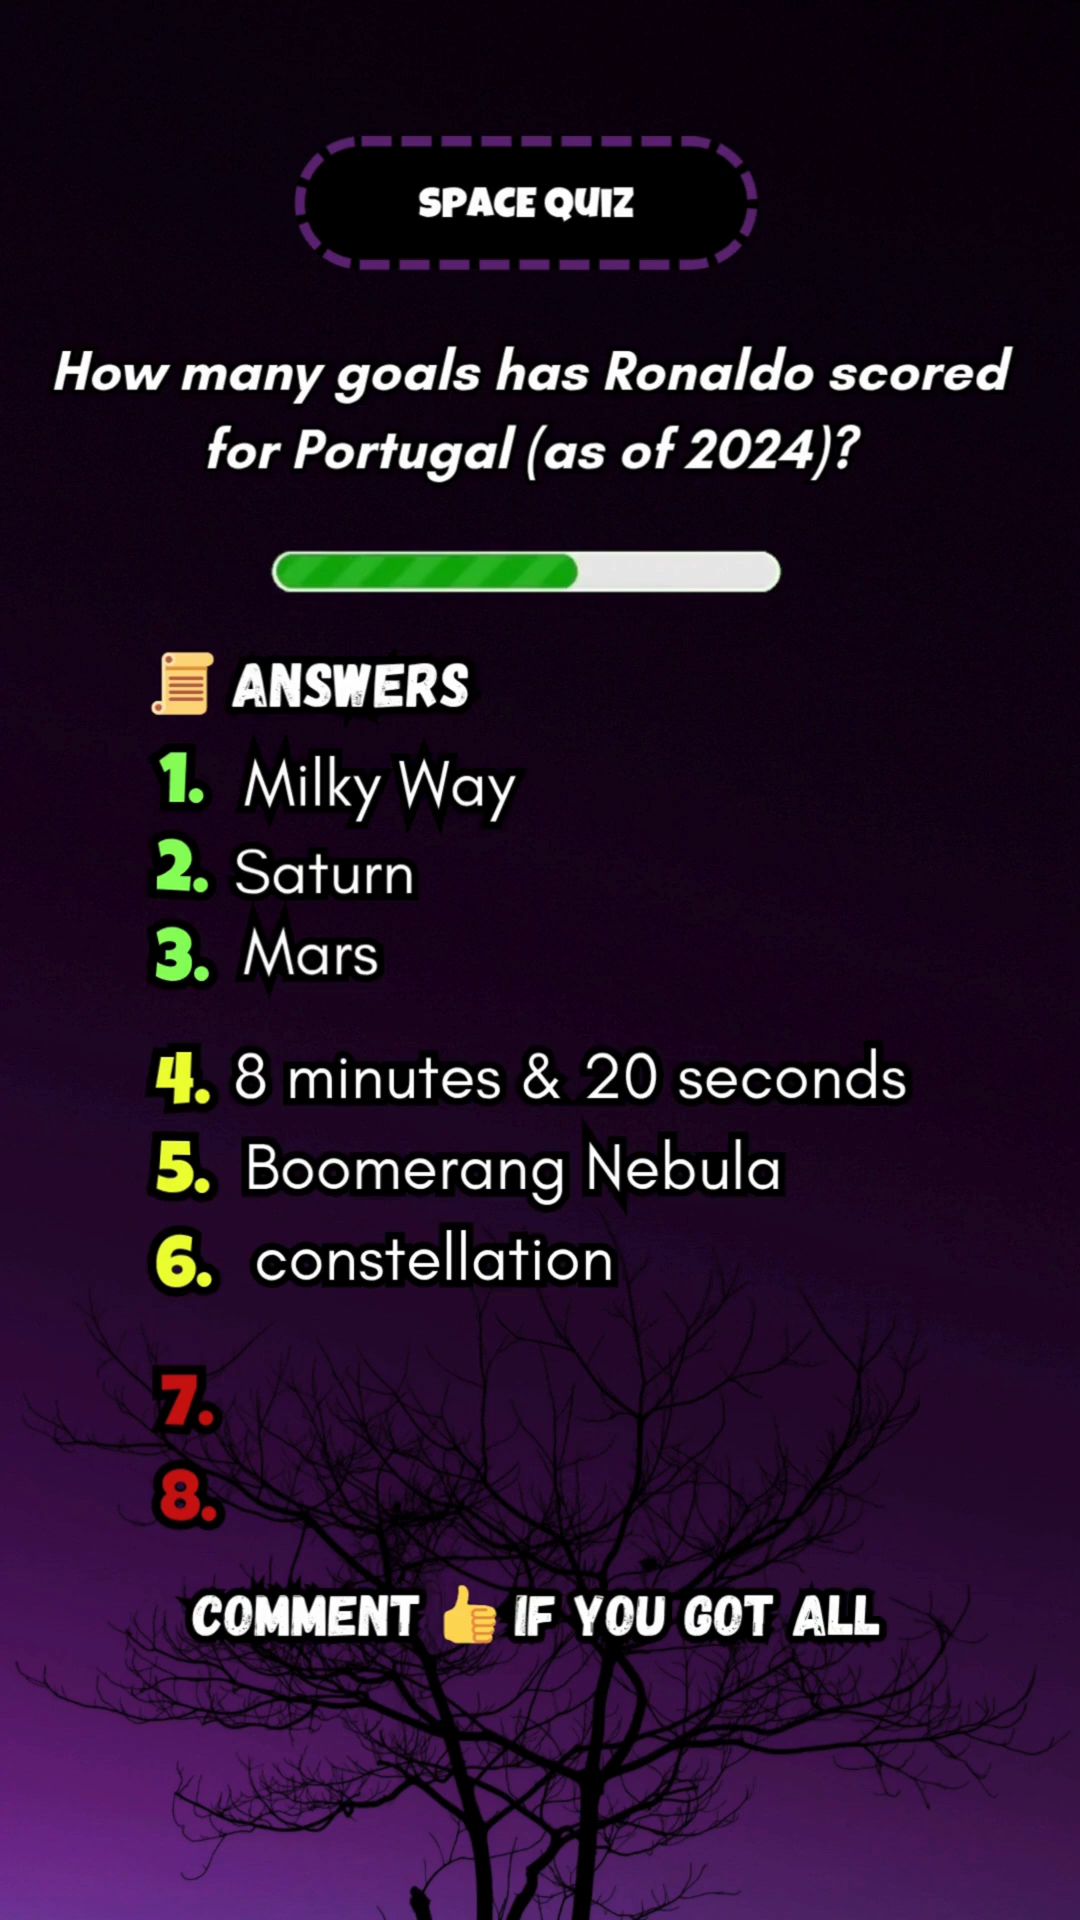 SPACE QUIZ
How many goals has Ronaldo scored
for Portugal (as of 2024)?
ANSWERS
1. Milky Way
2. Saturn
3. Mars
4. 8 minutes & 20 seconds
5. Boomerang Nebula
6. constellation
7.
8.
COMMENT 👍 IF YOU GOT ALL